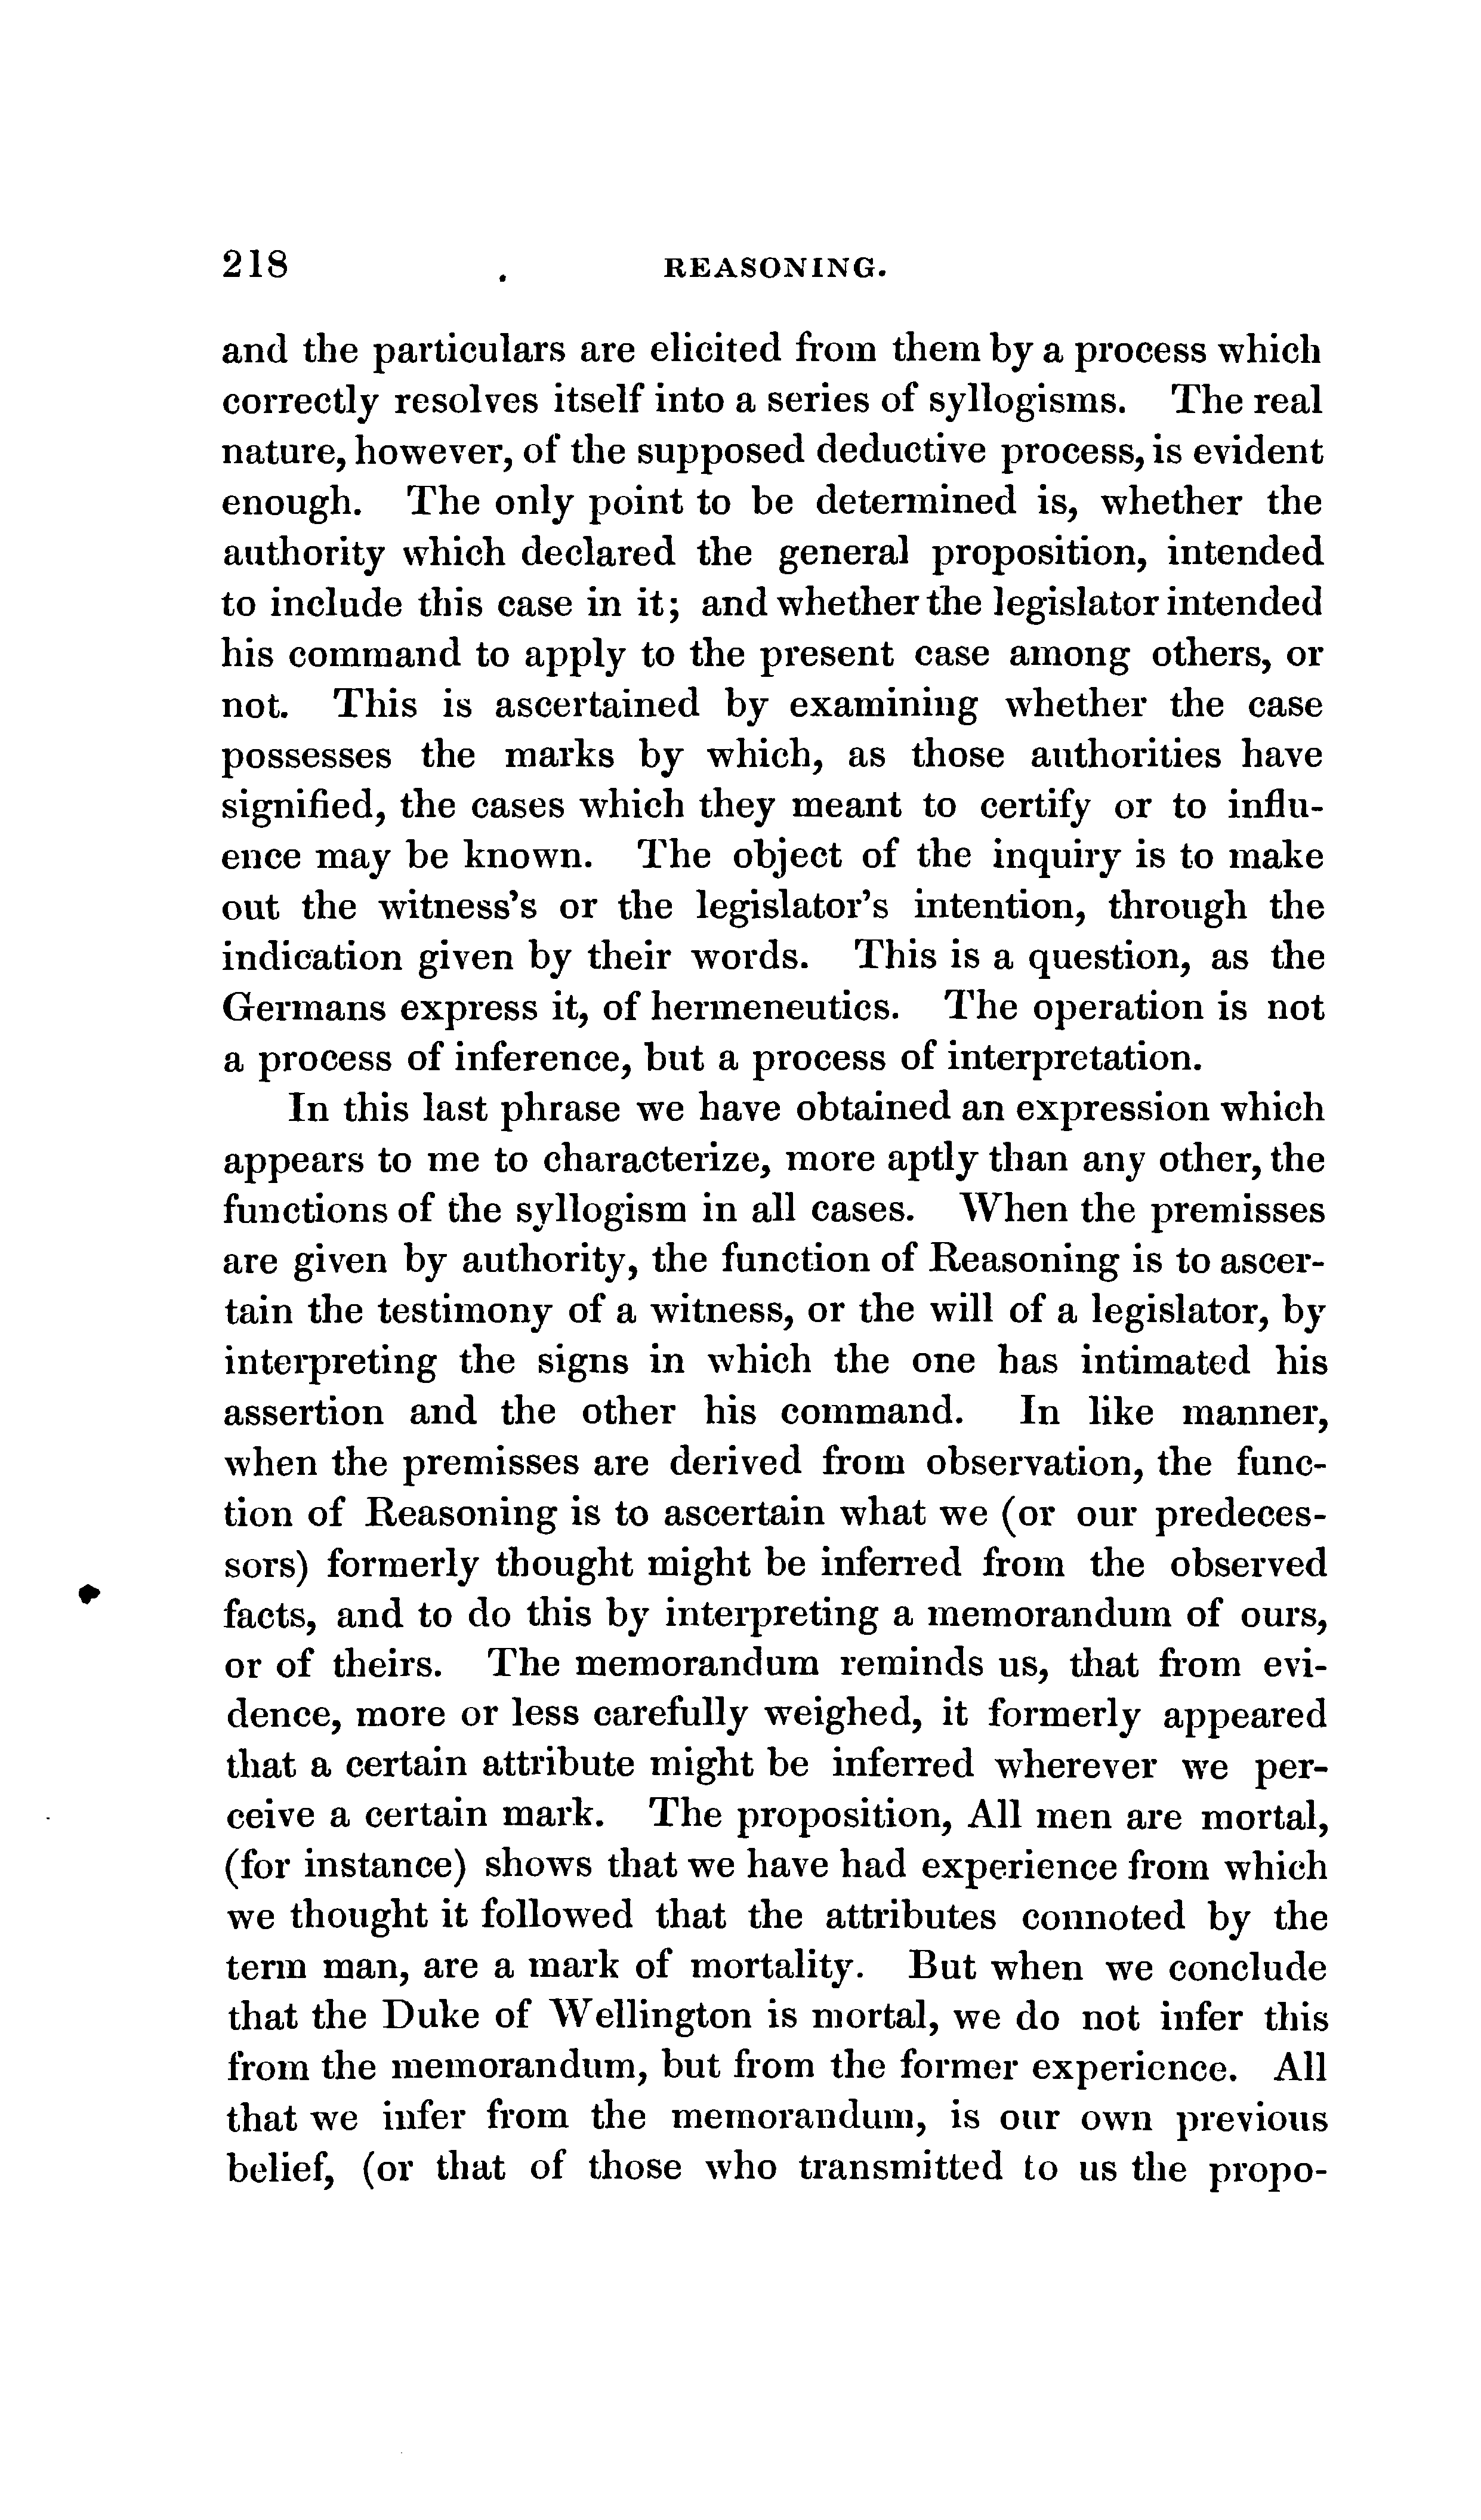 218 REASONING.
and the particulars are elicited from them by a process which
correctly resolves itself into a series of syllogisms. The real
nature, however, of the supposed deductive process, is evident
enough. The only point to be determined is, whether the
authority which declared the general proposition, intended
to include this case in it; and whether the legislator intended
his command to apply to the present case among others, or
not. This is ascertained by examining whether the case
possesses the marks by which, as those authorities have
signified, the cases which they meant to certify or to influ-
ence may be known. The object of the inquiry is to make
out the witness's or the legislator's intention, through the
indication given by their words. This is a question, as the
Germans express it, of hermeneutics. The operation is not
a process of inference, but a process of interpretation.
In this last phrase we have obtained an expression which
appears to me to characterize, more aptly than any other, the
functions of the syllogism in all cases. When the premisses
are given by authority, the function of Reasoning is to ascer-
tain the testimony of a witness, or the will of a legislator, by
interpreting the signs in which the one has intimated his
assertion and the other his command. In like manner,
when the premisses are derived from observation, the func-
tion of Reasoning is to ascertain what we (or our predeces-
sors) formerly thought might be inferred from the observed
facts, and to do this by interpreting a memorandum of ours,
or of theirs. The memorandum reminds us, that from evi-
dence, more or less carefully weighed, it formerly appeared
that a certain attribute might be inferred wherever we per-
ceive a certain mark. The proposition, All men are mortal,
(for instance) shows that we have had experience from which
we thought it followed that the attributes connoted by the
term man, are a mark of mortality. But when we conclude
that the Duke of Wellington is mortal, we do not infer this
from the memorandum, but from the former experience. All
that we infer from the memorandum, is our own previous
belief, (or that of those who transmitted to us the propo-